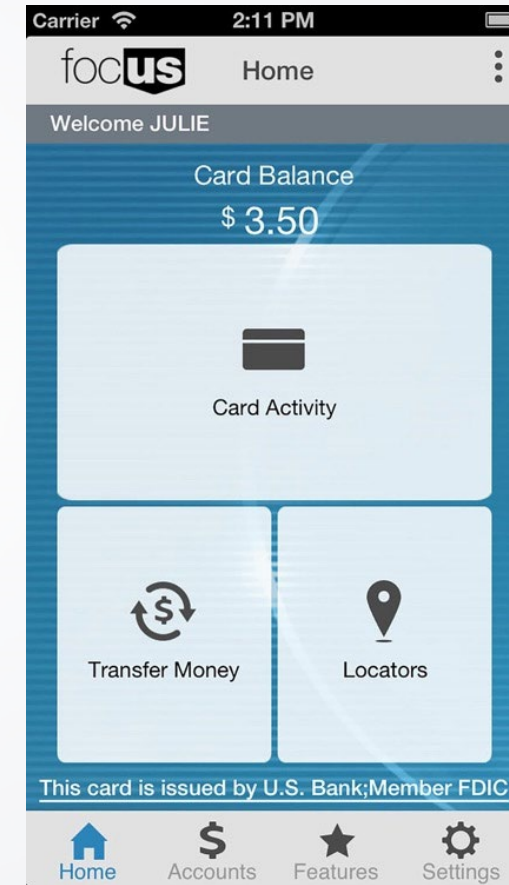 Carrier 2:11 PM
focus Home
Welcome JULIE
Card Balance
$ 3.50
Card Activity
Transfer Money Locators
This card is issued by U.S. Bank;Member FDIC
Home Accounts Features Settings